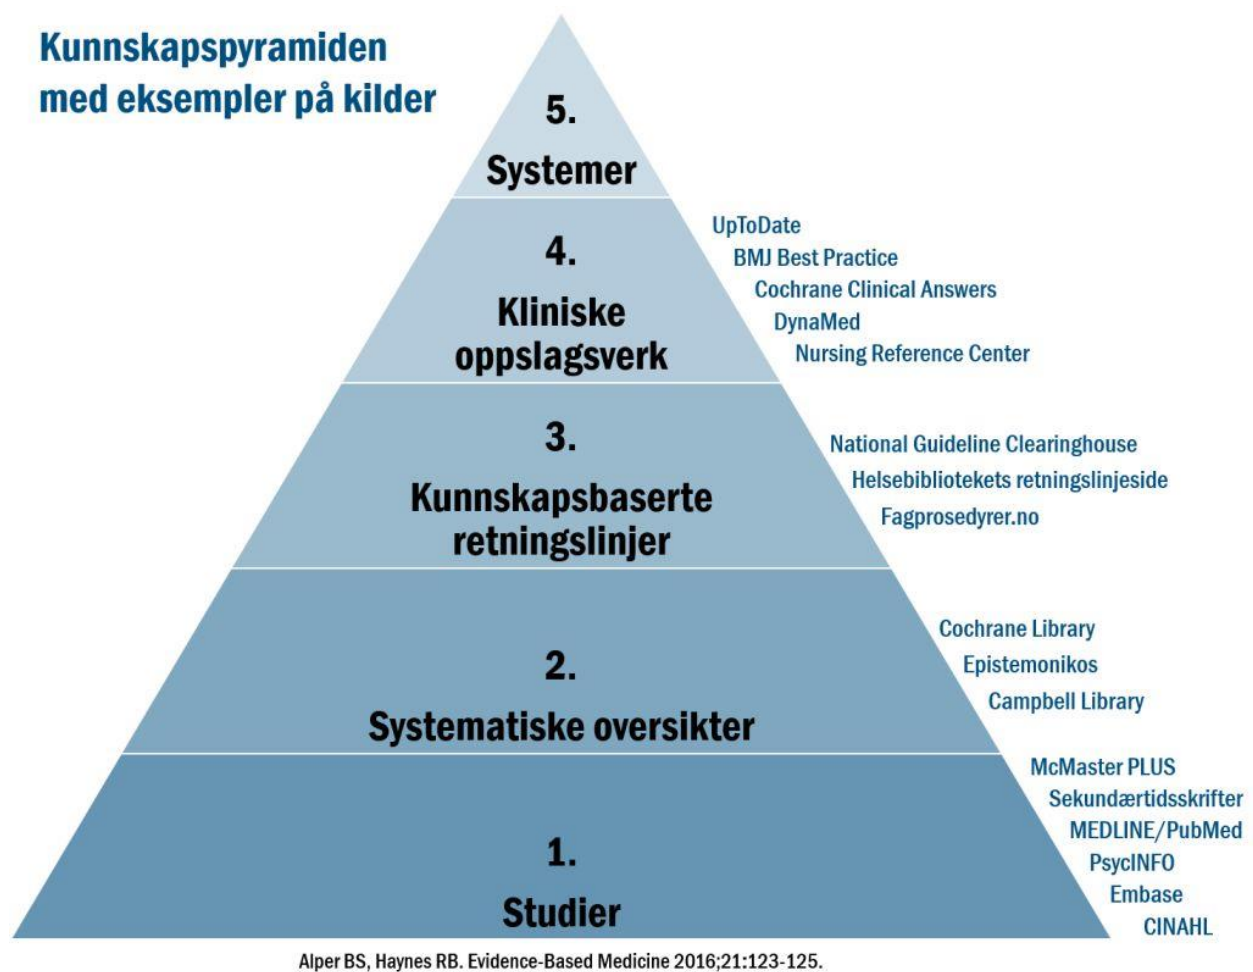 Kunnskapspyramiden
med eksempler på kilder
5.
Systemer
4.
Kliniske
oppslagsverk
UpToDate
BMJ Best Practice
Cochrane Clinical Answers
DynaMed
Nursing Reference Center
3.
Kunnskapsbaserte
retningslinjer
National Guideline Clearinghouse
Helsebibliotekets retningslinjeside
Fagprosedyrer.no
2.
Systematiske oversikter
Cochrane Library
Epistemonikos
Campbell Library
1.
Studier
McMaster PLUS
Sekundærtidsskrifter
MEDLINE/PubMed
PsycINFO
Embase
CINAHL
Alper BS, Haynes RB. Evidence-Based Medicine 2016;21:123-125.